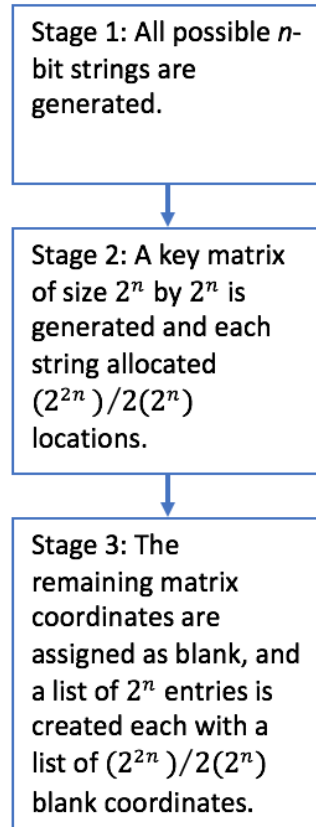 Stage 1: All possible n-
bit strings are
generated.
Stage 2: A key matrix
of size 2ⁿ by 2ⁿ is
generated and each
string allocated
(2²ⁿ )/2(2ⁿ)
locations.
Stage 3: The
remaining matrix
coordinates are
assigned as blank, and
a list of 2ⁿ entries is
created each with a
list of (2²ⁿ )/2(2ⁿ)
blank coordinates.